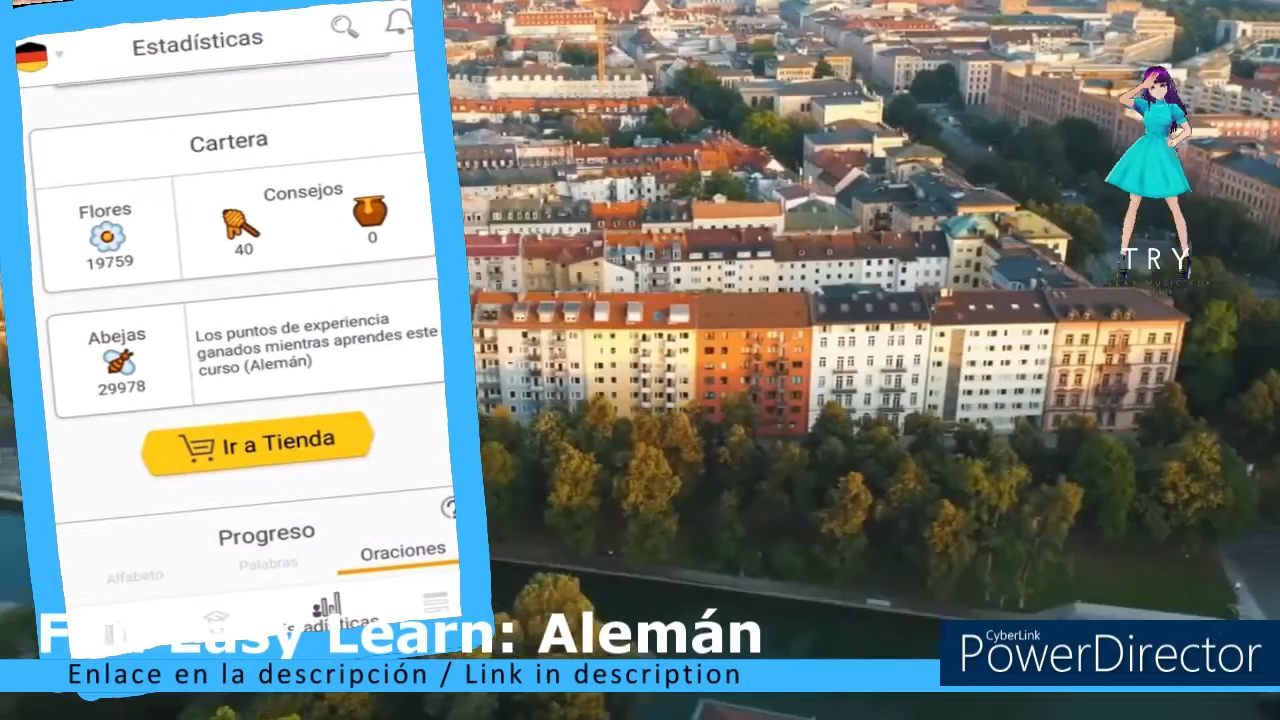 Estadísticas
Cartera
Flores
19759
Consejos
40
0
Abejas
29978
Los puntos de experiencia
ganados mientras aprendes este
curso (Alemán)
Ir a Tienda
Progreso
Alfabeto
Palabras
Oraciones
TRY
Easy Learn: Alemán
Enlace en la descripción / Link in description
CyberLink
PowerDirector